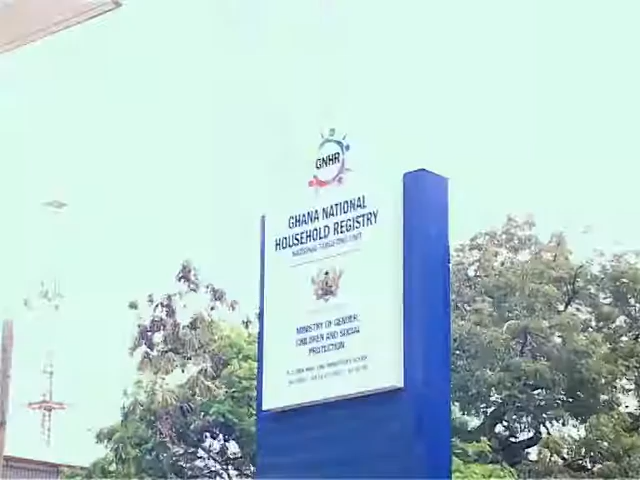 GNHR
GHANA NATIONAL
HOUSEHOLD REGISTRY
NATIONAL TARGETING UNIT
MINISTRY OF GENDER,
CHILDREN AND SOCIAL
PROTECTION